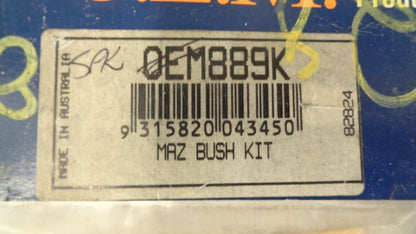 SPK
OEM889K
MADE IN AUSTRALIA
9 315820 043450
82824
MAZ BUSH KIT